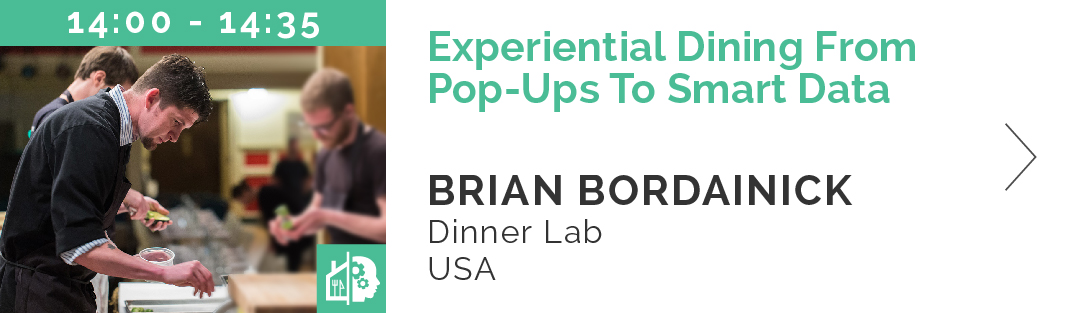 14:00 - 14:35
Experiential Dining From
Pop-Ups To Smart Data
BRIAN BORDAINICK
Dinner Lab
USA